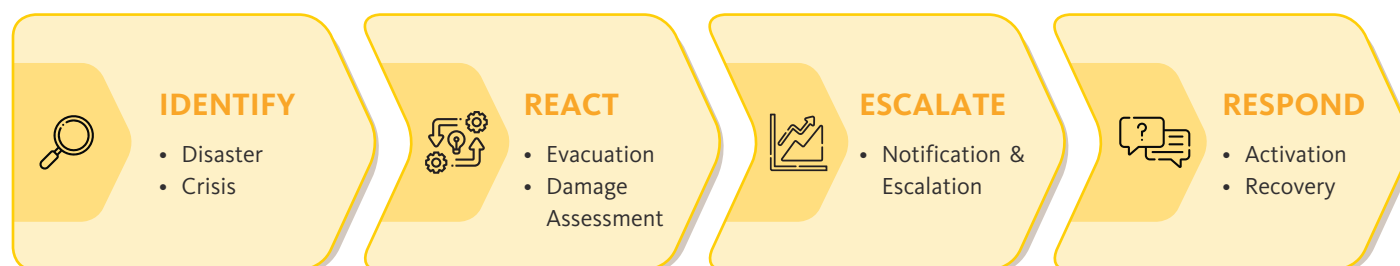 IDENTIFY
• Disaster
• Crisis
REACT
• Evacuation
• Damage
Assessment
ESCALATE
• Notification &
Escalation
?
RESPOND
• Activation
• Recovery